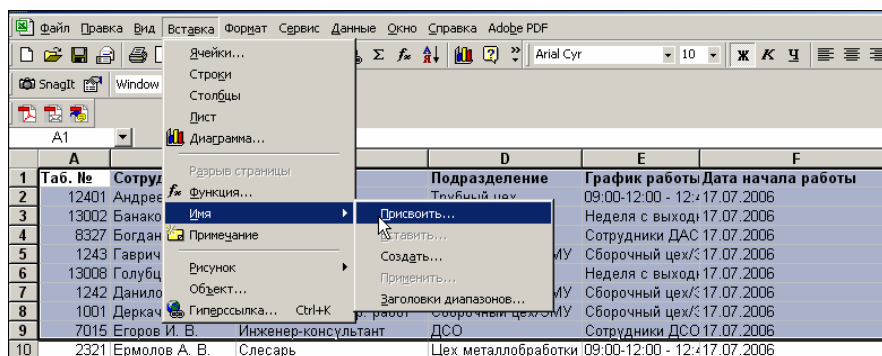 Файл Правка Вид Вставка Формат Сервис Данные Окно Справка Adobe PDF
Σ f* Arial Cyr 10 Ж К Ч
SnagIt Window
A1
Ячейки...
Строки
Столбцы
Лист
Диаграмма...
Разрыв страницы
Функция...
Имя
Примечание
Рисунок
Объект...
Гиперссылка... Ctrl+K
Присвоить...
Вставить...
Создать...
Применить...
Заголовки диапазонов...
A D E F
1 Таб. № Сотруд Подразделение График работы Дата начала работы
2 12401 Андрее Трубный цех 09:00-12:00 - 12:4 17.07.2006
3 13002 Банако Неделя с выходн 17.07.2006
4 8327 Богдан Сотрудники ДАС 17.07.2006
5 1243 Гаврич МУ Сборочный цех/З 17.07.2006
6 13008 Голубц Неделя с выходн 17.07.2006
7 1242 Данило МУ Сборочный цех/З 17.07.2006
8 1001 Деркач р. работ Сборочный цех/ЭМУ Сборочный цех/З 17.07.2006
9 7015 Егоров И. В. Инженер-консультант ДСО Сотрудники ДСО 17.07.2006
10 2321 Ермолов А. В. Слесарь Цех металлобработки 09:00-12:00 - 12:4 17.07.2006